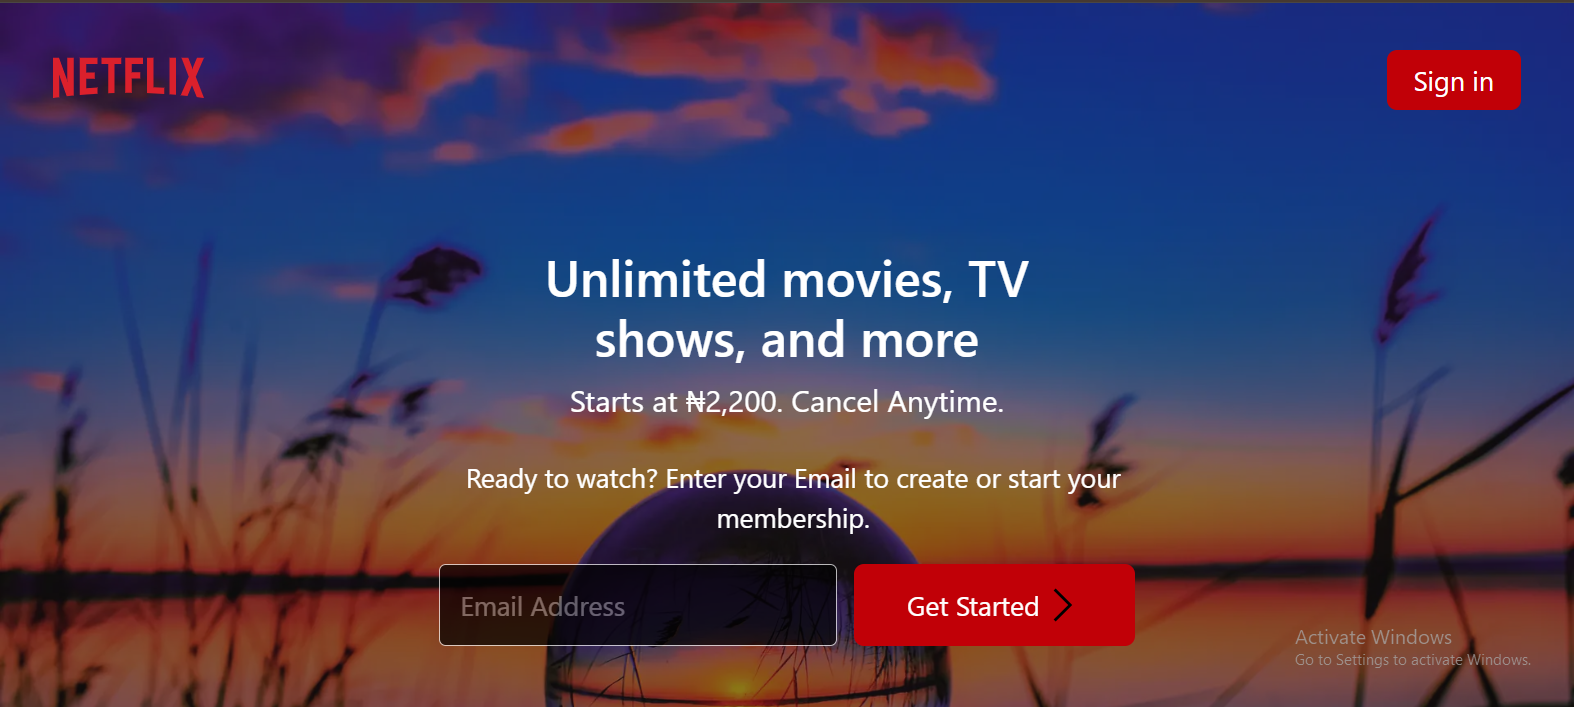 NETFLIX
Sign in
Unlimited movies, TV
shows, and more
Starts at ₦2,200. Cancel Anytime.
Ready to watch? Enter your Email to create or start your
membership.
Email Address
Get Started
Activate Windows
Go to Settings to activate Windows.